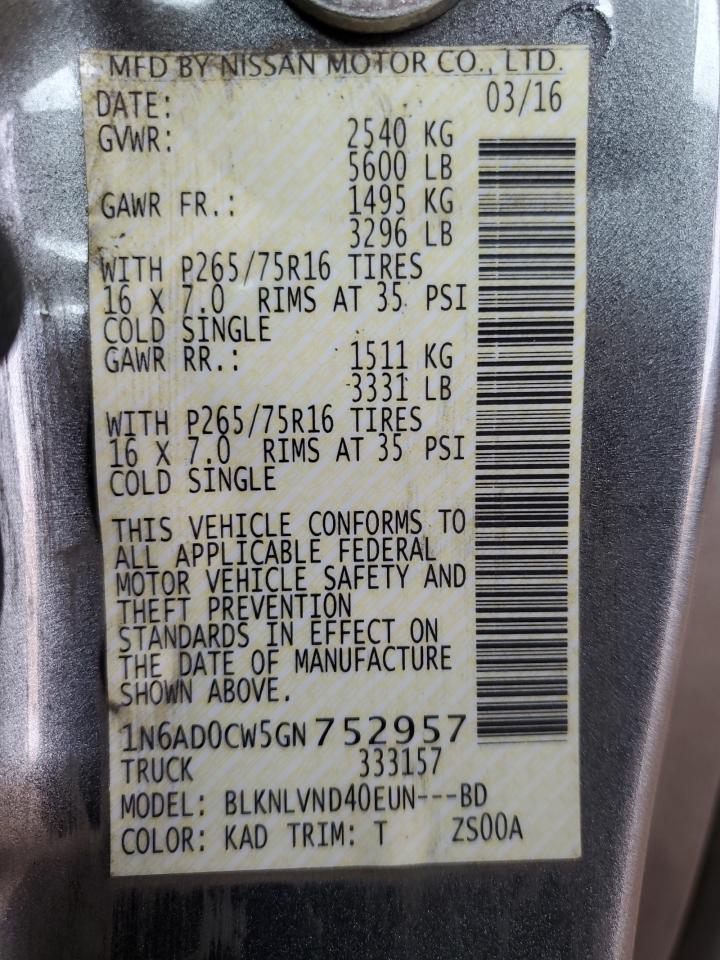 MFD BY NISSAN MOTOR CO., LTD.
DATE: 03/16
GVWR: 2540 KG
5600 LB
GAWR FR.: 1495 KG
3296 LB
WITH P265/75R16 TIRES
16 X 7.0 RIMS AT 35 PSI
COLD SINGLE
GAWR RR.: 1511 KG
3331 LB
WITH P265/75R16 TIRES
16 X 7.0 RIMS AT 35 PSI
COLD SINGLE
THIS VEHICLE CONFORMS TO
ALL APPLICABLE FEDERAL
MOTOR VEHICLE SAFETY AND
THEFT PREVENTION
STANDARDS IN EFFECT ON
THE DATE OF MANUFACTURE
SHOWN ABOVE.
1N6AD0CW5GN752957
TRUCK 333157
MODEL: BLKNLVND40EUN---BD
COLOR: KAD TRIM: T ZS00A